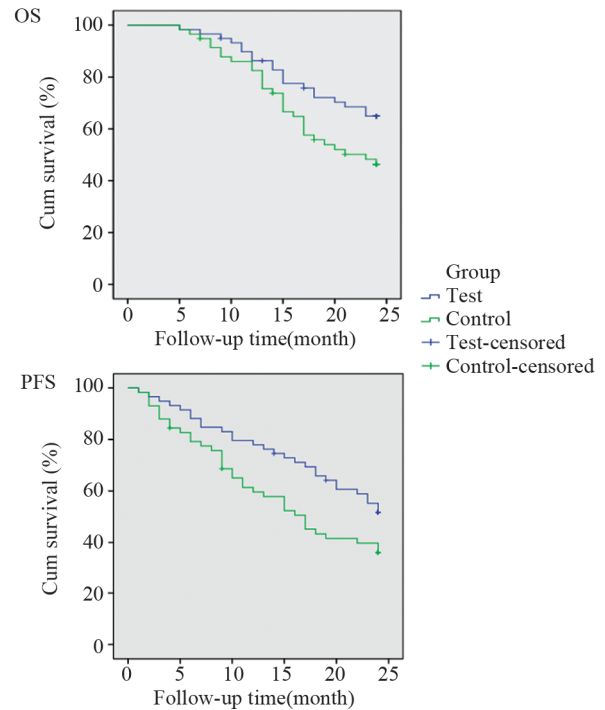 OS
100
80
60
40
20
0
Cum survival (%)
0 5 10 15 20 25
Follow-up time(month)
Group
Test
Control
Test-censored
Control-censored
PFS
100
80
60
40
20
0
Cum survival (%)
0 5 10 15 20 25
Follow-up time(month)